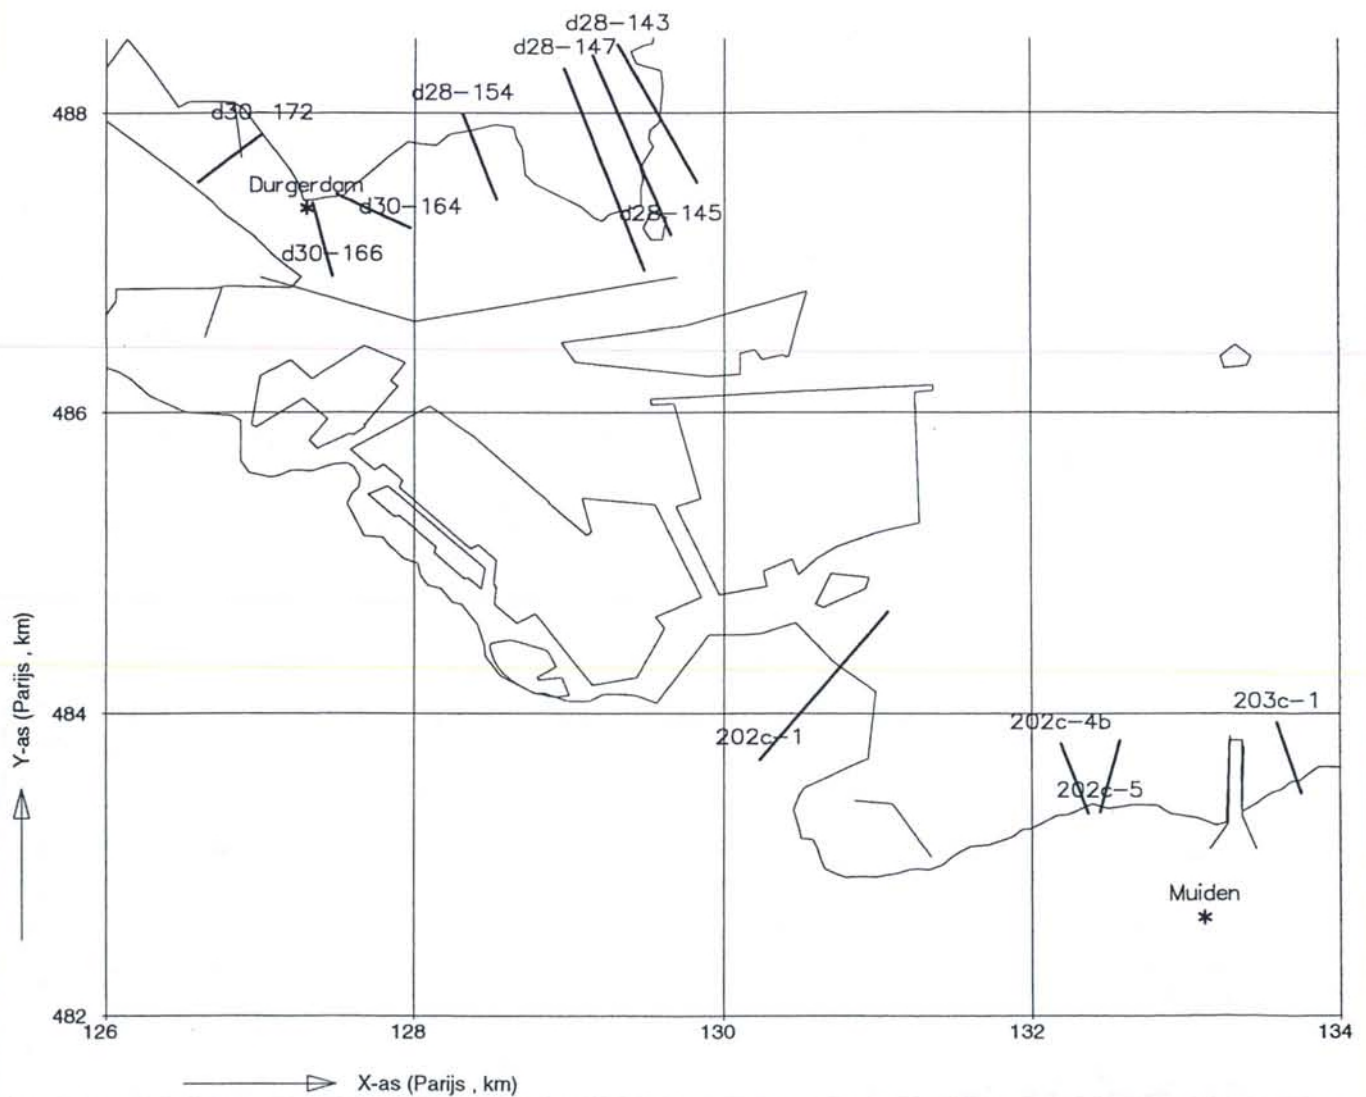 d28-143
d28-147
d28-154
488
d30-172
Durgerdam
d30-164
d28-145
d30-166
486
Y-as (Parijs , km)
484
203c-1
202c-4b
202c-1
202c-5
Muiden
482
126
128
130
132
134
X-as (Parijs , km)